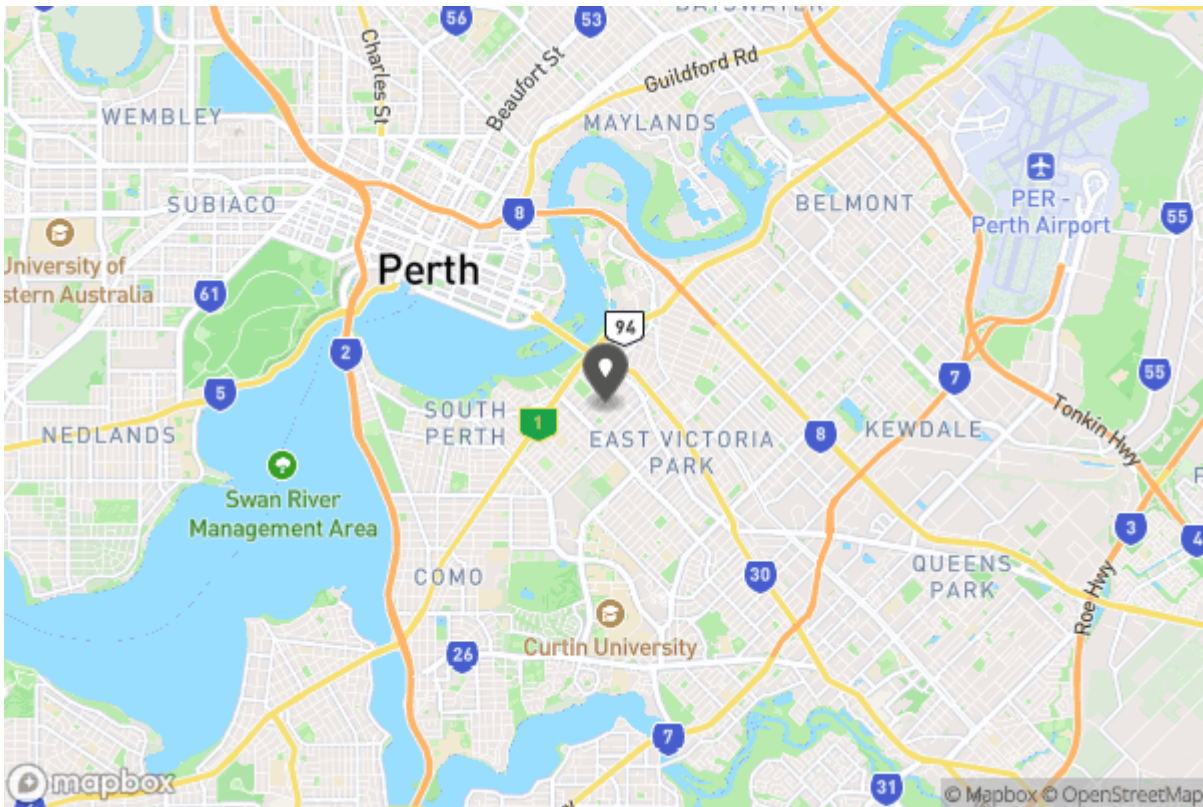 56
53
BAYSWATER
Charles St
Beaufort St
Guildford Rd
WEMBLEY
MAYLANDS
SUBIACO
8
BELMONT
PER -
Perth Airport
55
University of
stern Australia
61
Perth
94
2
5
7
55
NEDLANDS
SOUTH
PERTH
1
EAST VICTORIA
PARK
8
KEWDALE
Tonkin Hwy
Swan River
Management Area
3
4
COMO
30
QUEENS
PARK
Roe Hwy
Curtin University
26
7
31
mapbox
© Mapbox © OpenStreetMap